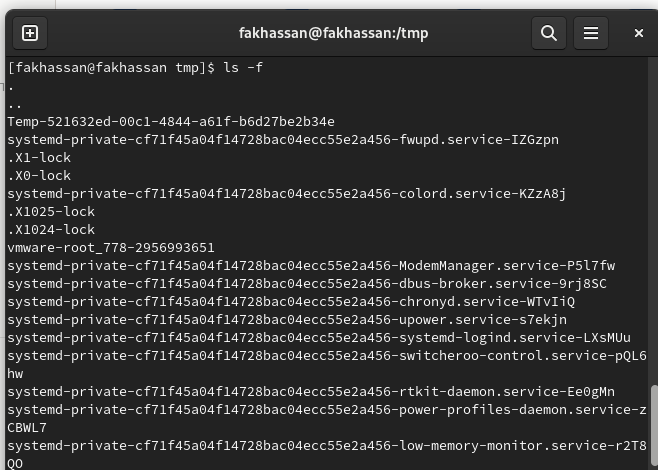 fakhassan@fakhassan:/tmp
[fakhassan@fakhassan tmp]$ ls -f
.
..
Temp-521632ed-00c1-4844-a61f-b6d27be2b34e
systemd-private-cf71f45a04f14728bac04ecc55e2a456-fwupd.service-IZGzpn
.X1-lock
.X0-lock
systemd-private-cf71f45a04f14728bac04ecc55e2a456-colord.service-KZzA8j
.X1025-lock
.X1024-lock
vmware-root_778-2956993651
systemd-private-cf71f45a04f14728bac04ecc55e2a456-ModemManager.service-P5l7fw
systemd-private-cf71f45a04f14728bac04ecc55e2a456-dbus-broker.service-9rj8SC
systemd-private-cf71f45a04f14728bac04ecc55e2a456-chronyd.service-WTvIiQ
systemd-private-cf71f45a04f14728bac04ecc55e2a456-upower.service-s7ekjn
systemd-private-cf71f45a04f14728bac04ecc55e2a456-systemd-logind.service-LXsMUu
systemd-private-cf71f45a04f14728bac04ecc55e2a456-switcheroo-control.service-pQL6
hw
systemd-private-cf71f45a04f14728bac04ecc55e2a456-rtkit-daemon.service-Ee0gMn
systemd-private-cf71f45a04f14728bac04ecc55e2a456-power-profiles-daemon.service-z
CBWL7
systemd-private-cf71f45a04f14728bac04ecc55e2a456-low-memory-monitor.service-r2T8
QO